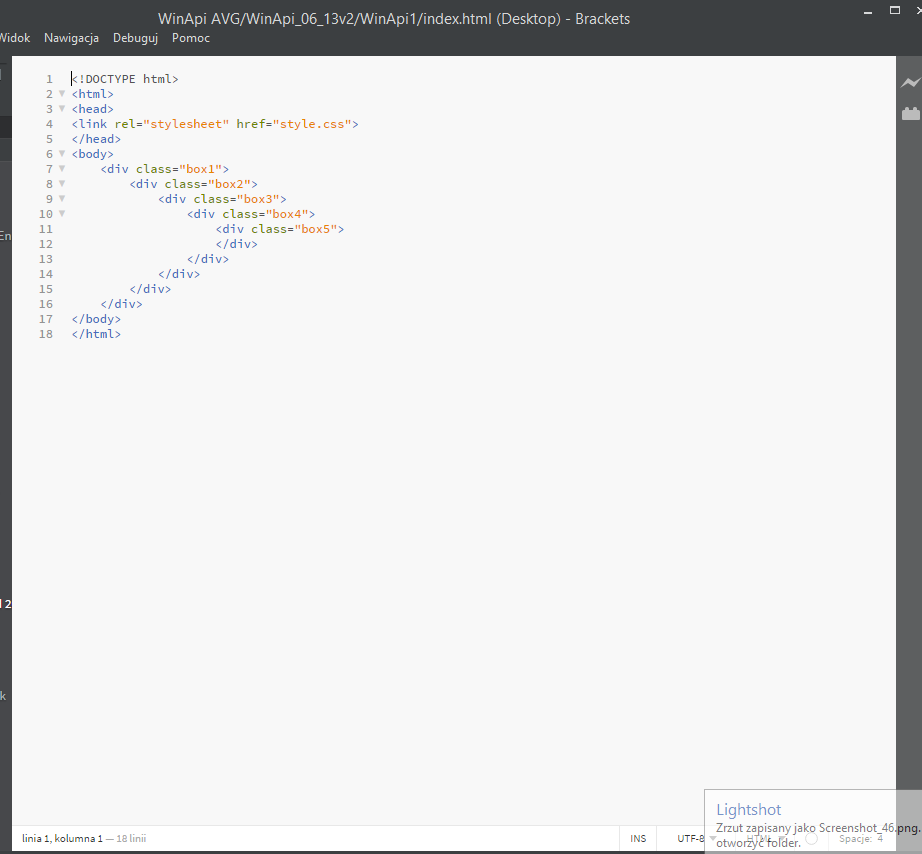 WinApi AVG/WinApi_06_13v2/WinApi1/index.html (Desktop) - Brackets
Widok Nawigacja Debuguj Pomoc
1 <!DOCTYPE html>
2 <html>
3 <head>
4 <link rel="stylesheet" href="style.css">
5 </head>
6 <body>
7 <div class="box1">
8 <div class="box2">
9 <div class="box3">
10 <div class="box4">
11 <div class="box5">
12 </div>
13 </div>
14 </div>
15 </div>
16 </div>
17 </body>
18 </html>
En
2
k
Lightshot
Zrzut zapisany jako Screenshot_46.png.
otworzyć folder.
linia 1, kolumna 1 — 18 linii INS UTF-8 HTML Spacje: 4